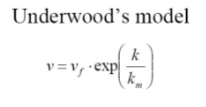 Underwood's model
v = v_f · exp(k / k_m)